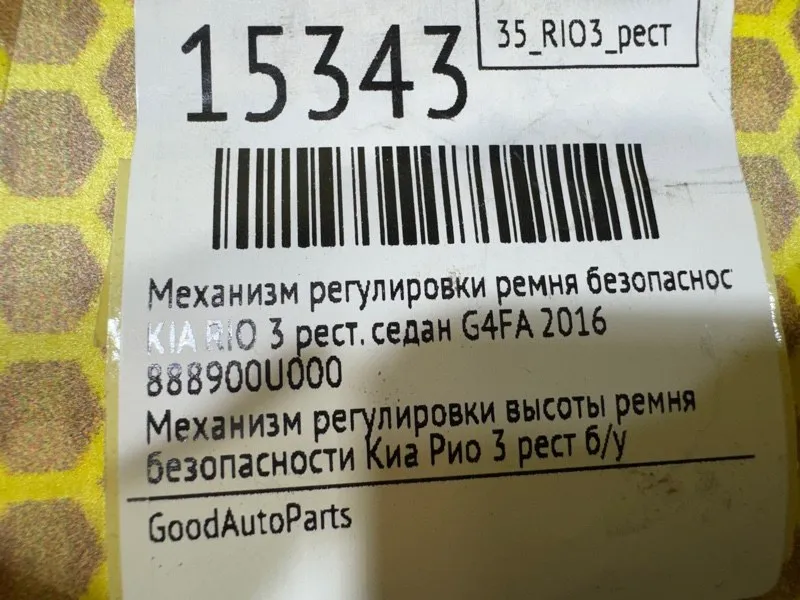 35_RIO3_рест
15343
Механизм регулировки ремня безопаснос
KIA RIO 3 рест. седан G4FA 2016
888900U000
Механизм регулировки высоты ремня
безопасности Киа Рио 3 рест б/у
GoodAutoParts